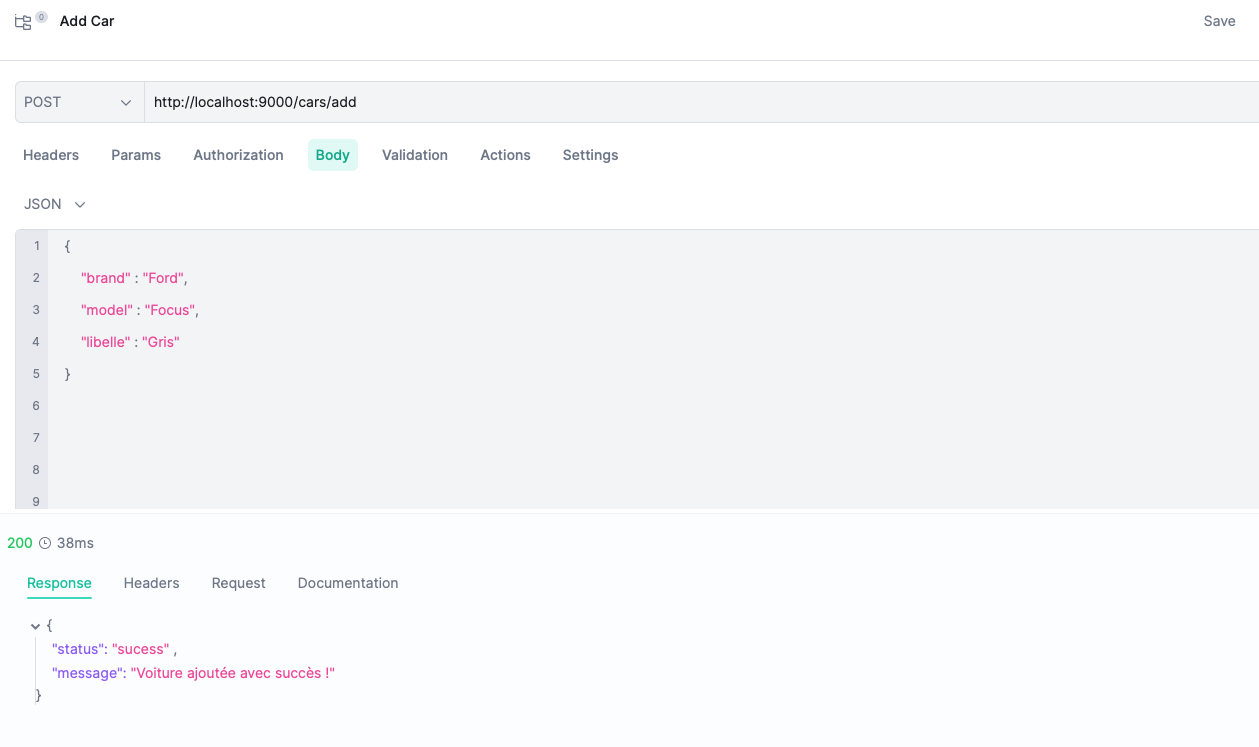 0 Add Car Save
POST http://localhost:9000/cars/add
Headers Params Authorization Body Validation Actions Settings
JSON
1 {
2 "brand" : "Ford",
3 "model" : "Focus",
4 "libelle" : "Gris"
5 }
6
7
8
9
200 38ms
Response Headers Request Documentation
{
"status": "sucess" ,
"message": "Voiture ajoutée avec succès !"
}